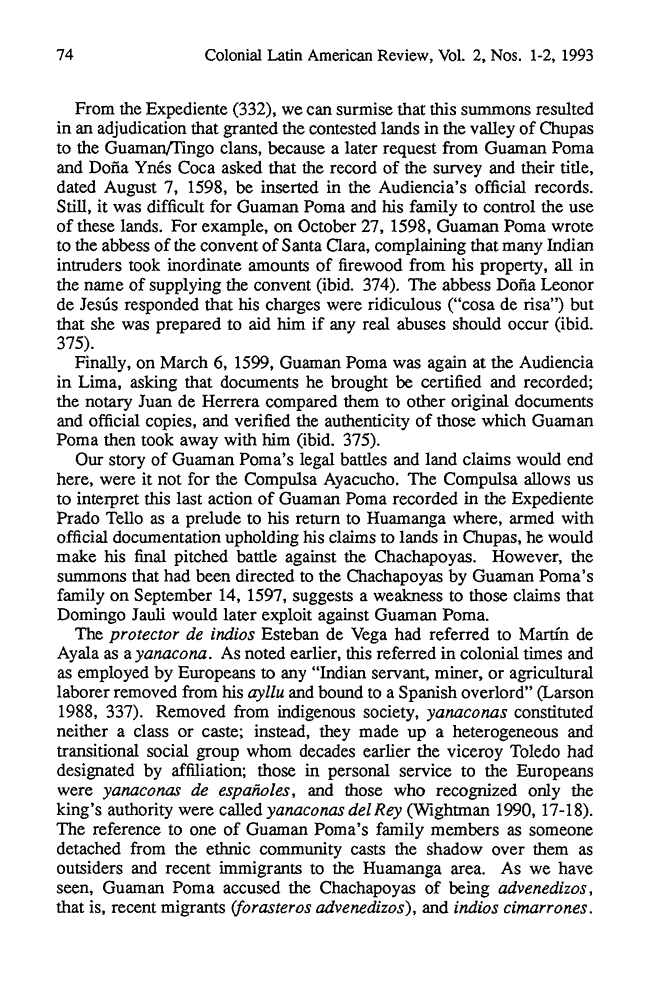 74 Colonial Latin American Review, Vol. 2, Nos. 1-2, 1993
From the Expediente (332), we can surmise that this summons resulted
in an adjudication that granted the contested lands in the valley of Chupas
to the Guaman/Tingo clans, because a later request from Guaman Poma
and Doña Ynés Coca asked that the record of the survey and their title,
dated August 7, 1598, be inserted in the Audiencia's official records.
Still, it was difficult for Guaman Poma and his family to control the use
of these lands. For example, on October 27, 1598, Guaman Poma wrote
to the abbess of the convent of Santa Clara, complaining that many Indian
intruders took inordinate amounts of firewood from his property, all in
the name of supplying the convent (ibid. 374). The abbess Doña Leonor
de Jesús responded that his charges were ridiculous ("cosa de risa") but
that she was prepared to aid him if any real abuses should occur (ibid.
375).
Finally, on March 6, 1599, Guaman Poma was again at the Audiencia
in Lima, asking that documents he brought be certified and recorded;
the notary Juan de Herrera compared them to other original documents
and official copies, and verified the authenticity of those which Guaman
Poma then took away with him (ibid. 375).
Our story of Guaman Poma's legal battles and land claims would end
here, were it not for the Compulsa Ayacucho. The Compulsa allows us
to interpret this last action of Guaman Poma recorded in the Expediente
Prado Tello as a prelude to his return to Huamanga where, armed with
official documentation upholding his claims to lands in Chupas, he would
make his final pitched battle against the Chachapoyas. However, the
summons that had been directed to the Chachapoyas by Guaman Poma's
family on September 14, 1597, suggests a weakness to those claims that
Domingo Jauli would later exploit against Guaman Poma.
The protector de indios Esteban de Vega had referred to Martín de
Ayala as a yanacona. As noted earlier, this referred in colonial times and
as employed by Europeans to any "Indian servant, miner, or agricultural
laborer removed from his ayllu and bound to a Spanish overlord" (Larson
1988, 337). Removed from indigenous society, yanaconas constituted
neither a class or caste; instead, they made up a heterogeneous and
transitional social group whom decades earlier the viceroy Toledo had
designated by affiliation; those in personal service to the Europeans
were yanaconas de españoles, and those who recognized only the
king's authority were called yanaconas del Rey (Wightman 1990, 17-18).
The reference to one of Guaman Poma's family members as someone
detached from the ethnic community casts the shadow over them as
outsiders and recent immigrants to the Huamanga area. As we have
seen, Guaman Poma accused the Chachapoyas of being advenedizos,
that is, recent migrants (forasteros advenedizos), and indios cimarrones.